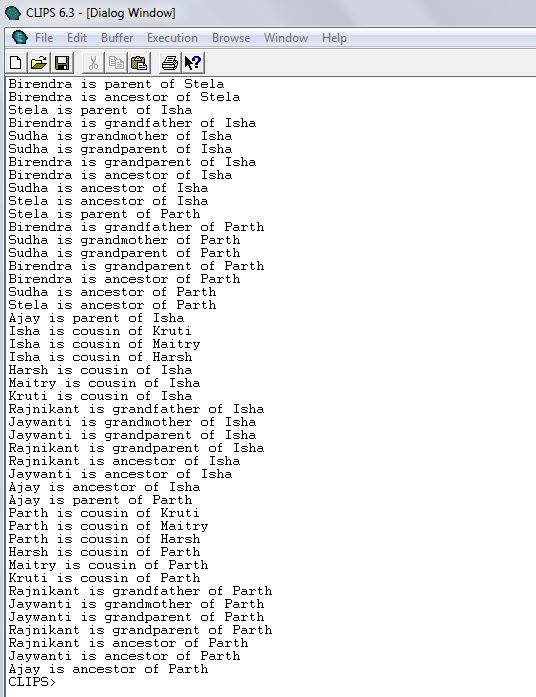 CLIPS 6.3 - [Dialog Window]
File Edit Buffer Execution Browse Window Help
Birendra is parent of Stela
Birendra is ancestor of Stela
Stela is parent of Isha
Birendra is grandfather of Isha
Sudha is grandmother of Isha
Sudha is grandparent of Isha
Birendra is grandparent of Isha
Birendra is ancestor of Isha
Sudha is ancestor of Isha
Stela is ancestor of Isha
Stela is parent of Parth
Birendra is grandfather of Parth
Sudha is grandmother of Parth
Sudha is grandparent of Parth
Birendra is grandparent of Parth
Birendra is ancestor of Parth
Sudha is ancestor of Parth
Stela is ancestor of Parth
Ajay is parent of Isha
Isha is cousin of Kruti
Isha is cousin of Maitry
Isha is cousin of Harsh
Harsh is cousin of Isha
Maitry is cousin of Isha
Kruti is cousin of Isha
Rajnikant is grandfather of Isha
Jaywanti is grandmother of Isha
Jaywanti is grandparent of Isha
Rajnikant is grandparent of Isha
Rajnikant is ancestor of Isha
Jaywanti is ancestor of Isha
Ajay is ancestor of Isha
Ajay is parent of Parth
Parth is cousin of Kruti
Parth is cousin of Maitry
Parth is cousin of Harsh
Harsh is cousin of Parth
Maitry is cousin of Parth
Kruti is cousin of Parth
Rajnikant is grandfather of Parth
Jaywanti is grandmother of Parth
Jaywanti is grandparent of Parth
Rajnikant is grandparent of Parth
Rajnikant is ancestor of Parth
Jaywanti is ancestor of Parth
Ajay is ancestor of Parth
CLIPS>